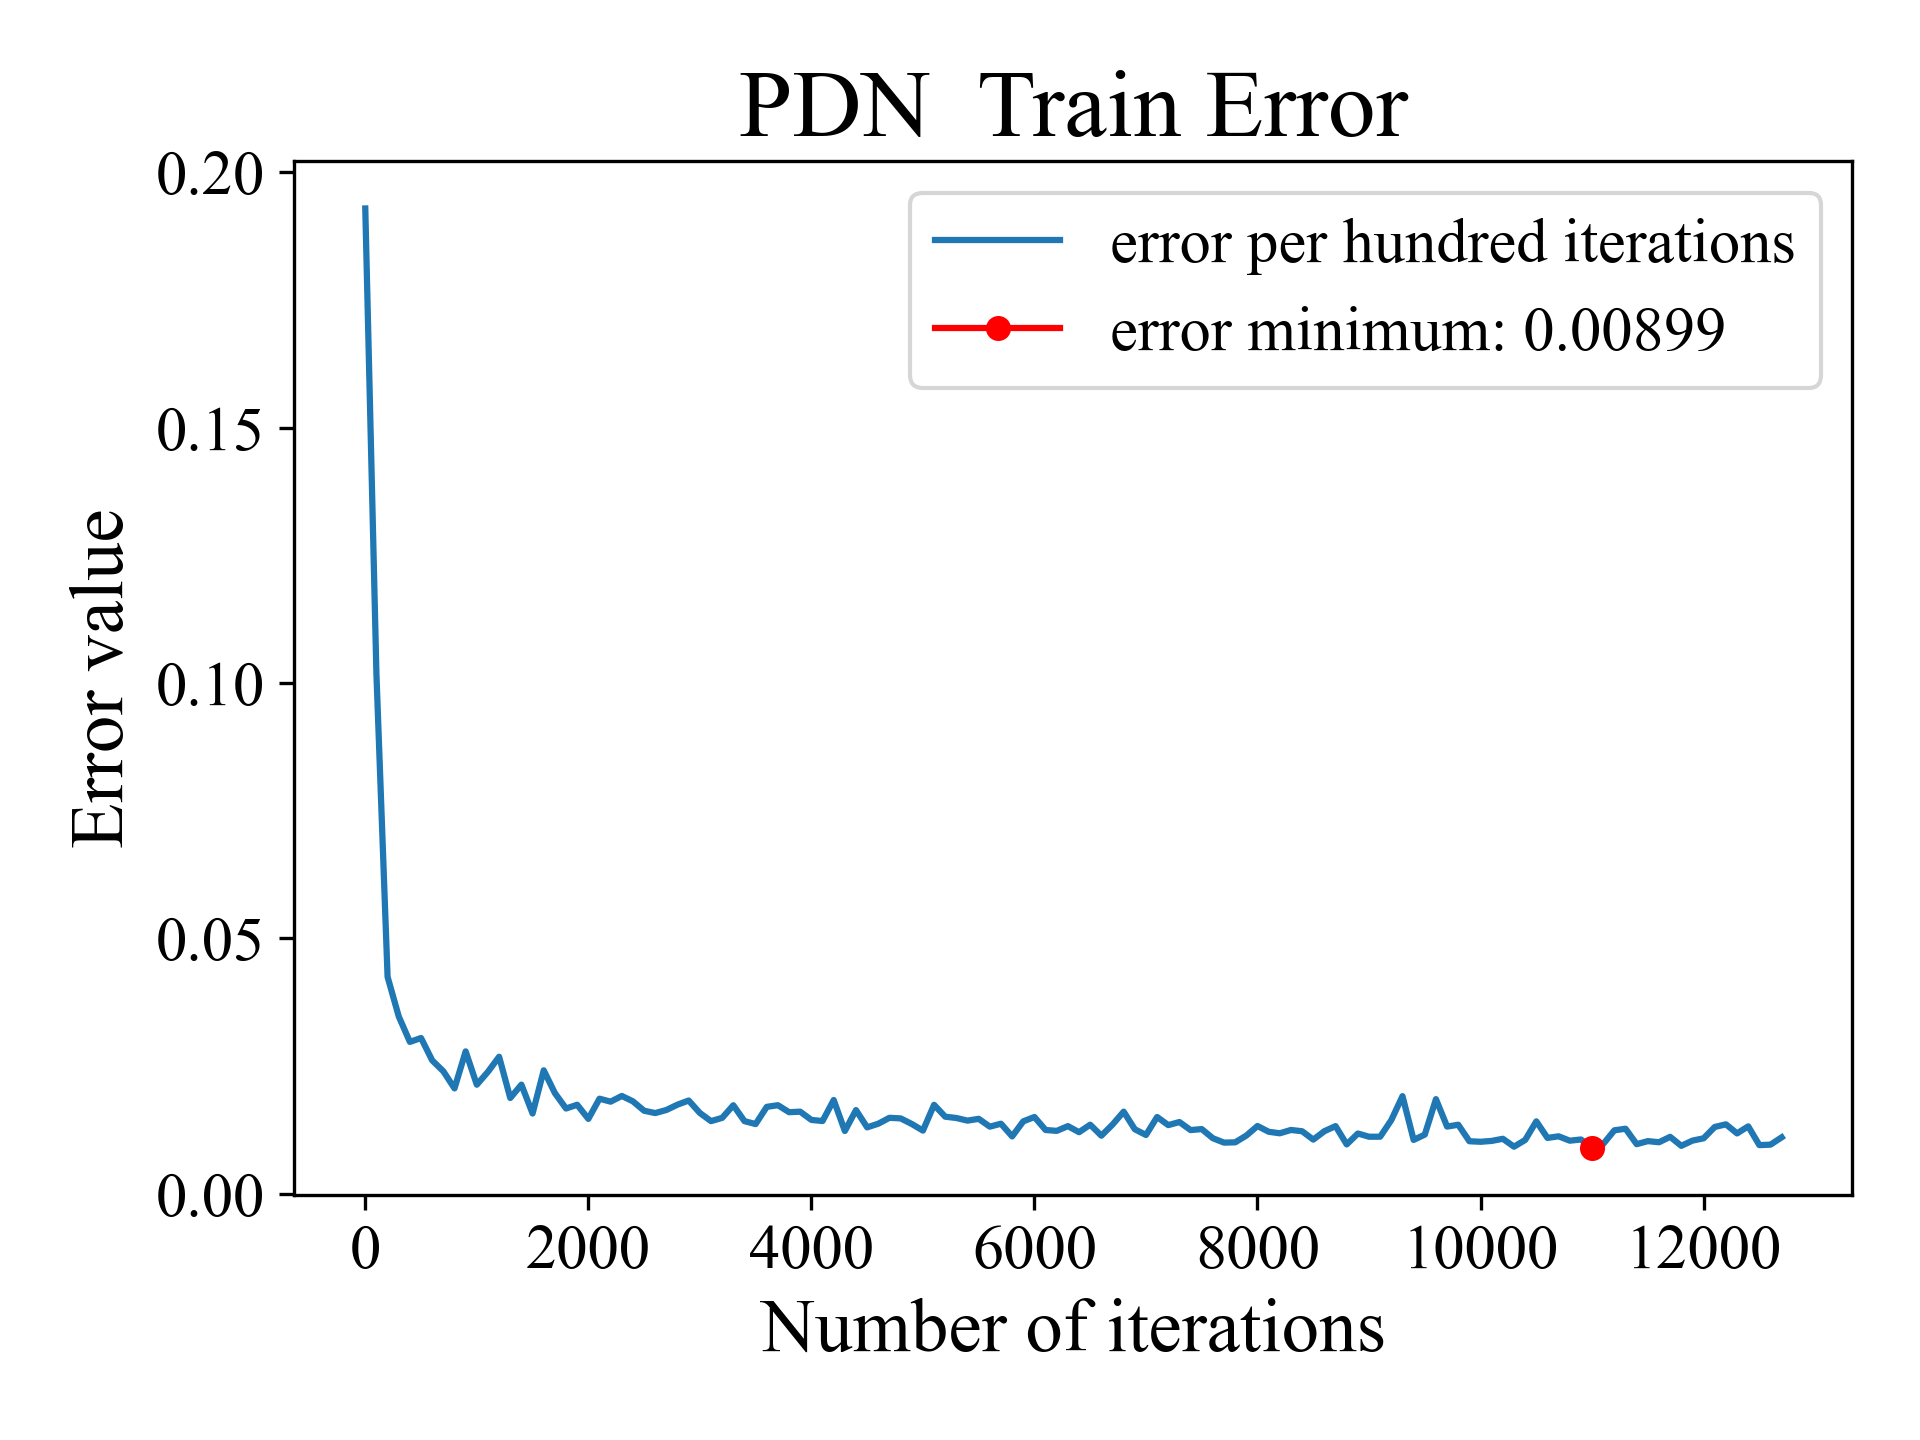 PDN  Train Error
0.20
0.15
0.10
0.05
0.00
Error value
error per hundred iterations
error minimum: 0.00899
0 2000 4000 6000 8000 10000 12000
Number of iterations